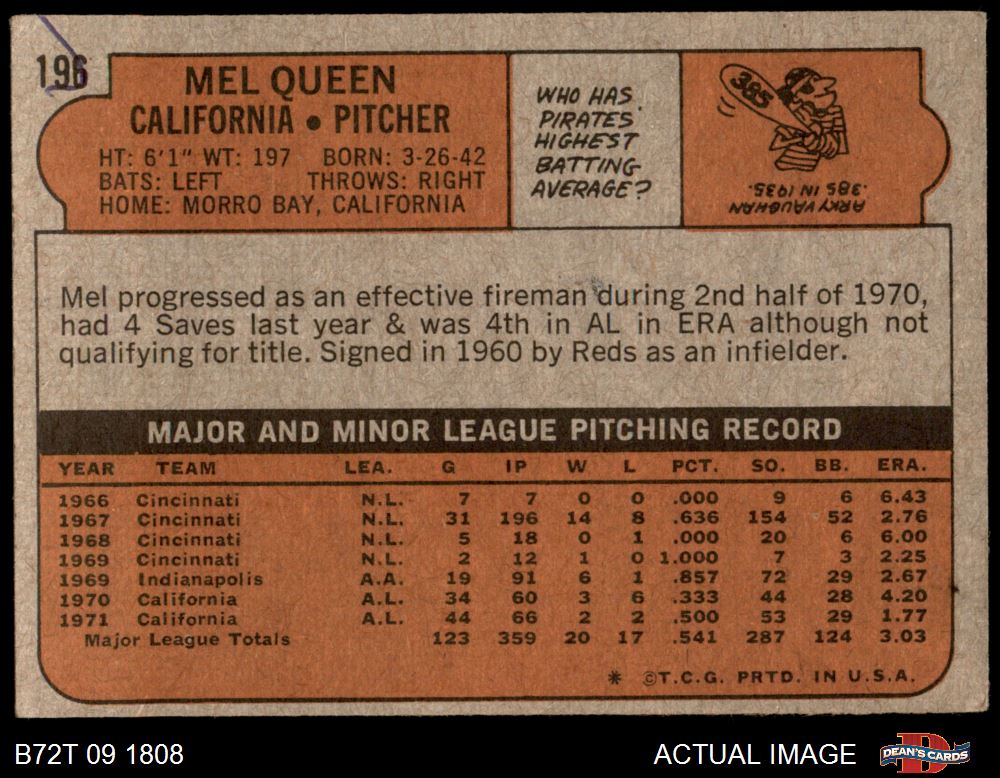 196
MEL QUEEN
CALIFORNIA • PITCHER
HT: 6'1" WT: 197 BORN: 3-26-42
BATS: LEFT THROWS: RIGHT
HOME: MORRO BAY, CALIFORNIA
WHO HAS
PIRATES
HIGHEST
BATTING
AVERAGE?
385
ARKY VAUGHAN
.385 IN 1935.
Mel progressed as an effective fireman during 2nd half of 1970,
had 4 Saves last year & was 4th in AL in ERA although not
qualifying for title. Signed in 1960 by Reds as an infielder.
MAJOR AND MINOR LEAGUE PITCHING RECORD
YEAR TEAM LEA. G IP W L PCT. SO. BB. ERA.
1966 Cincinnati N.L. 7 7 0 0 .000 9 6 6.43
1967 Cincinnati N.L. 31 196 14 8 .636 154 52 2.76
1968 Cincinnati N.L. 5 18 0 1 .000 20 6 6.00
1969 Cincinnati N.L. 2 12 1 0 1.000 7 3 2.25
1969 Indianapolis A.A. 19 91 6 1 .857 72 29 2.67
1970 California A.L. 34 60 3 6 .333 44 28 4.20
1971 California A.L. 44 66 2 2 .500 53 29 1.77
Major League Totals 123 359 20 17 .541 287 124 3.03
* ©T.C.G. PRTD. IN U.S.A.
B72T 09 1808
ACTUAL IMAGE
DEAN'S CARDS